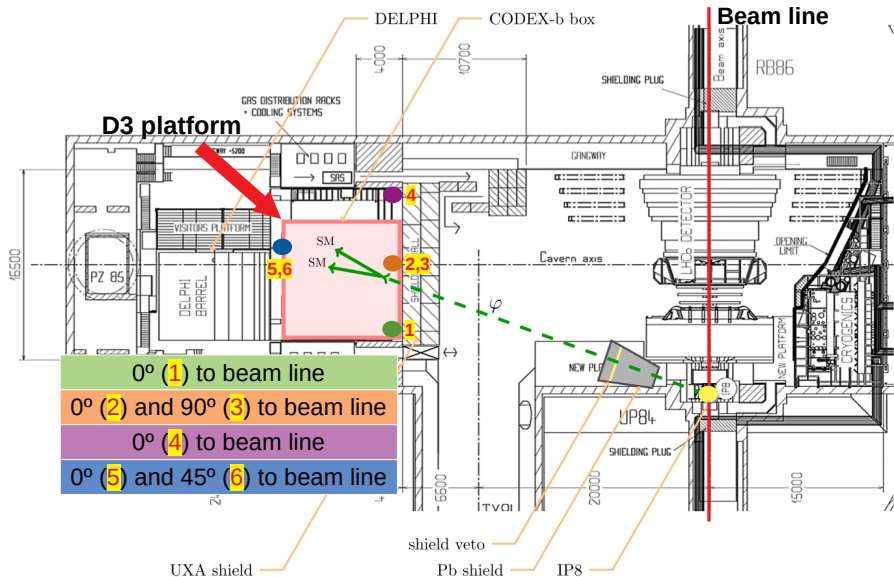 DELPHI
CODEX-b box
Beam line
Beam axis
RB86
4000
10700
SHIELDING PLUG
GAS DISTRIBUTION RACKS
+ COOLING SYSTEMS
D3 platform
GANGWAY
SAS
4
VISITORS PLATFORM
SM
SM
5,6
2,3
1
PZ 85
DELPHI
BARREL
16500
Cavern axis
φ
LHCb DETECTOR
OPENING
LIMIT
CRYOGENICS
NEW PLATFORM
0º (1) to beam line
0º (2) and 90º (3) to beam line
0º (4) to beam line
0º (5) and 45º (6) to beam line
IP8
UP84
SHIELDING PLUG
6600
20000
15000
shield veto
UXA shield
Pb shield
IP8